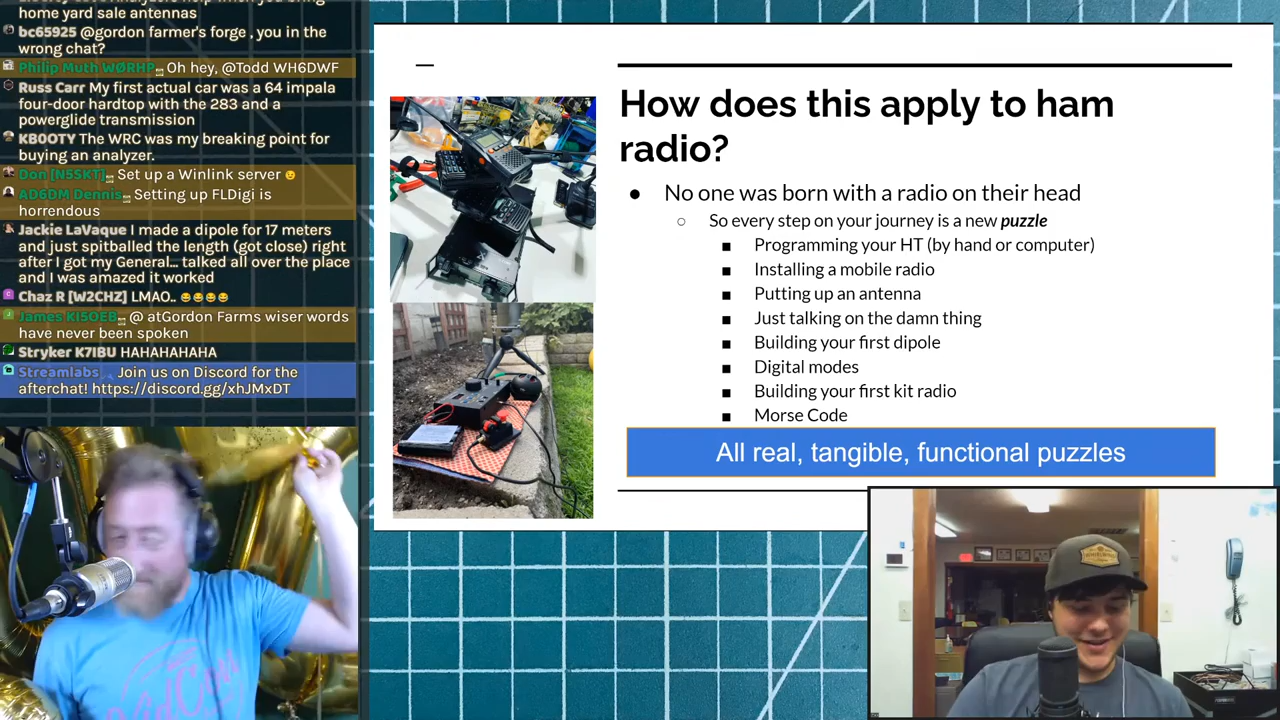 home yard sale antennas
bc65925 @gordon farmer's forge , you in the
wrong chat?
Philip Muth WØRHP Oh hey, @Todd WH6DWF
Russ Carr My first actual car was a 64 impala
four-door hardtop with the 283 and a
powerglide transmission
KB0OTY The WRC was my breaking point for
buying an analyzer.
Don [N5SKT] Set up a Winlink server 😉
AD6DM Dennis Setting up FLDigi is
horrendous
Jackie LaVaque I made a dipole for 17 meters
and just spitballed the length (got close) right
after I got my General... talked all over the place
and I was amazed it worked
Chaz R [W2CHZ] LMAO.. 😂😂😂😂
James KI5OEB @ atGordon Farms wiser words
have never been spoken
Stryker K7IBU HAHAHAHAHA
Streamlabs Join us on Discord for the
afterchat! https://discord.gg/xhJMxDT
How does this apply to ham
radio?
● No one was born with a radio on their head
○ So every step on your journey is a new puzzle
■ Programming your HT (by hand or computer)
■ Installing a mobile radio
■ Putting up an antenna
■ Just talking on the damn thing
■ Building your first dipole
■ Digital modes
■ Building your first kit radio
■ Morse Code
All real, tangible, functional puzzles